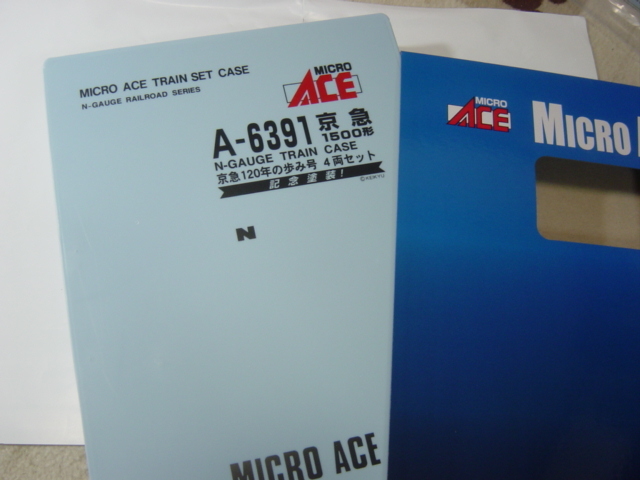 MICRO ACE TRAIN SET CASE
N-GAUGE RAILROAD SERIES
MICRO
ACE
A-6391 京急
1500形
N-GAUGE TRAIN CASE
京急120年の歩み号 4両セット
記念塗装!
©KEIKYU
N
MICRO ACE
MICRO
ACE
MICRO